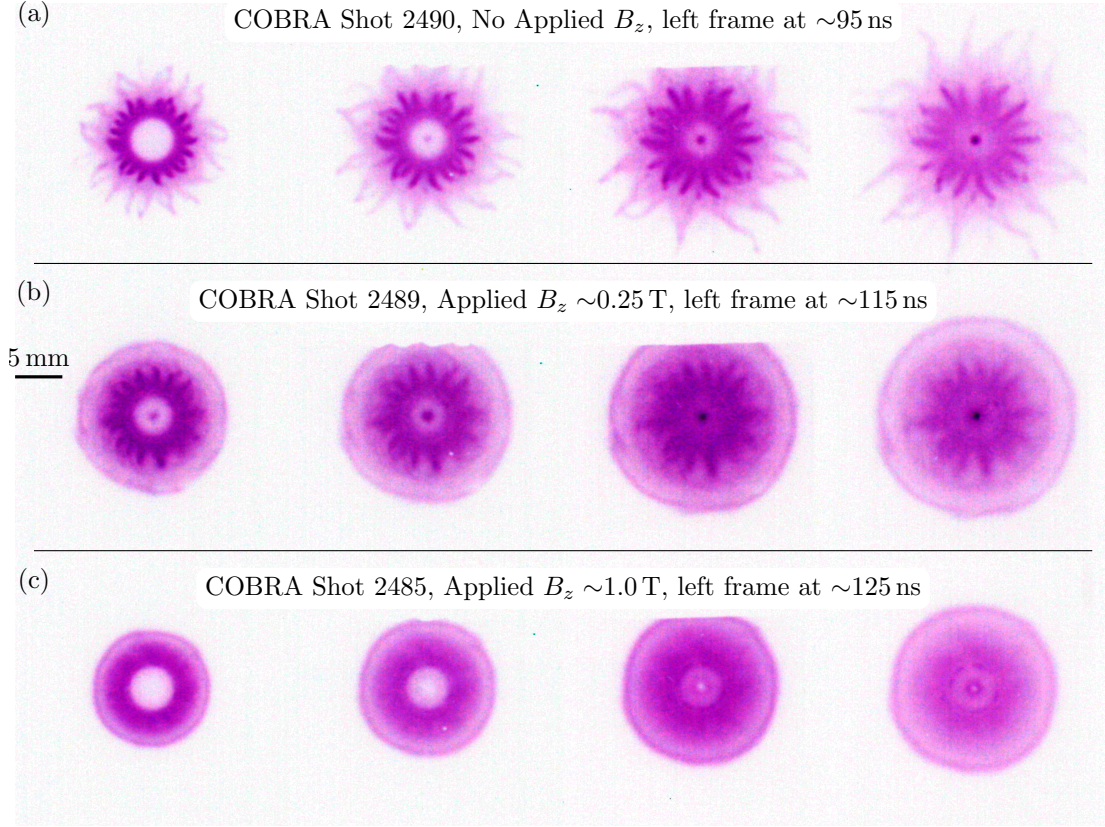 (a)
COBRA Shot 2490, No Applied B_z, left frame at ~95 ns
(b)
COBRA Shot 2489, Applied B_z ~0.25 T, left frame at ~115 ns
5 mm
(c)
COBRA Shot 2485, Applied B_z ~1.0 T, left frame at ~125 ns